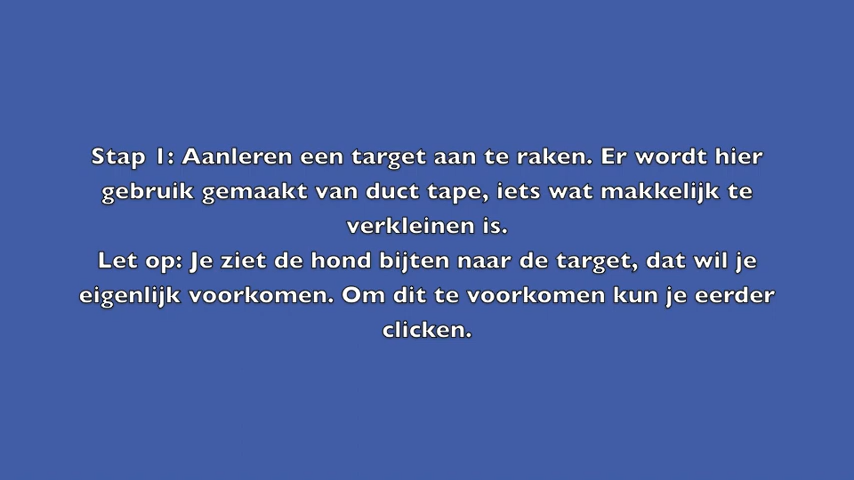 Stap 1: Aanleren een target aan te raken. Er wordt hier
gebruik gemaakt van duct tape, iets wat makkelijk te
verkleinen is.
Let op: Je ziet de hond bijten naar de target, dat wil je
eigenlijk voorkomen. Om dit te voorkomen kun je eerder
clicken.